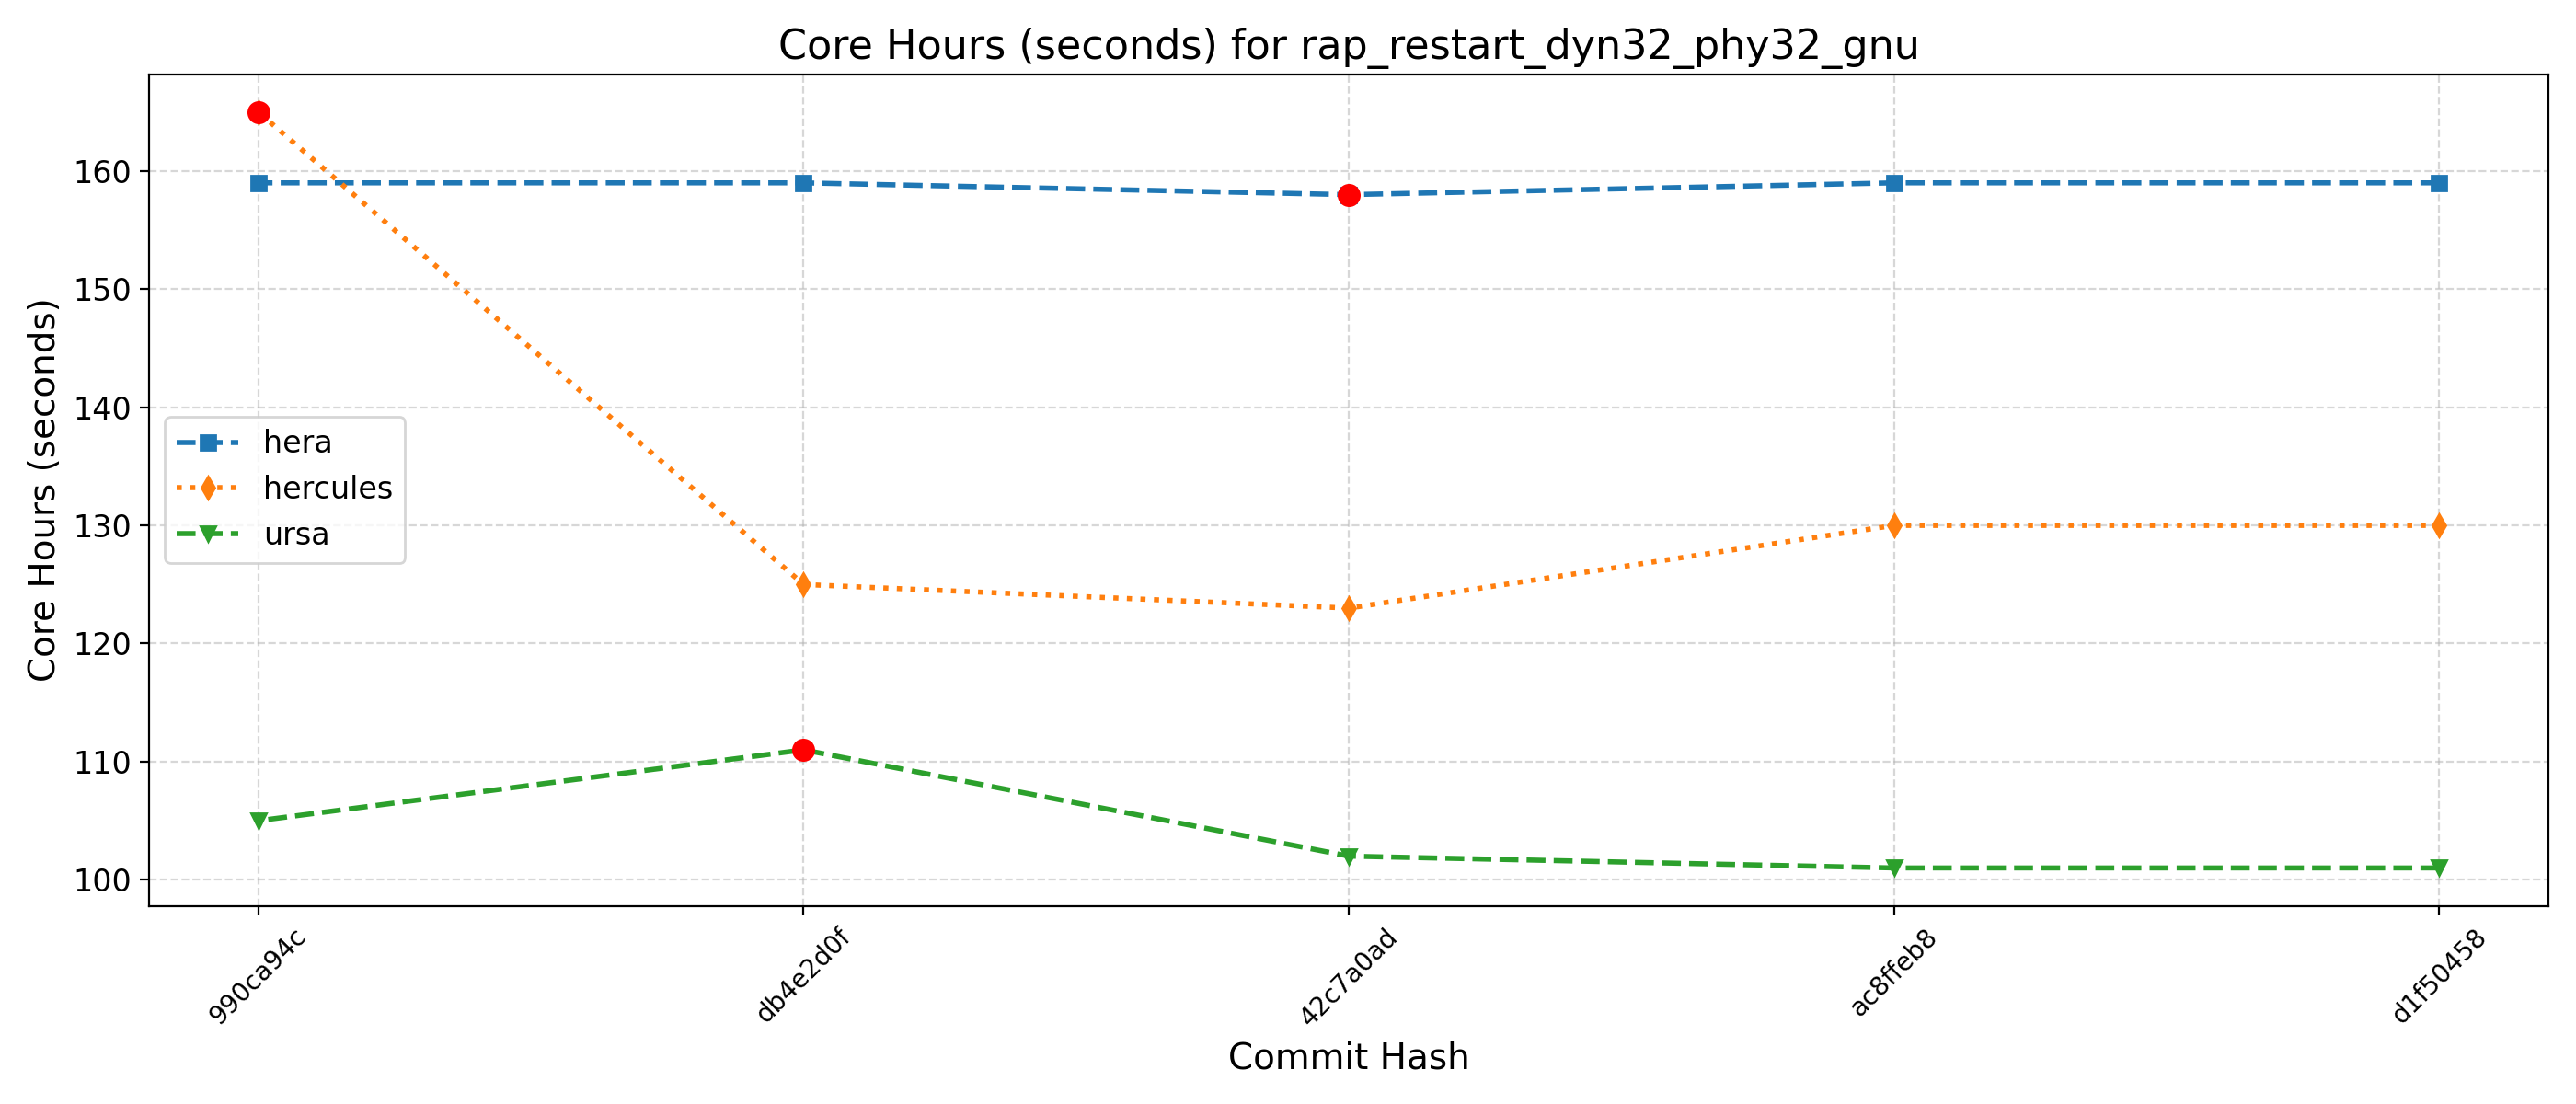 Core Hours (seconds) for rap_restart_dyn32_phy32_gnu
Core Hours (seconds)
160
150
140
130
120
110
100
hera
hercules
ursa
990ca94c
db4e2d0f
42c7a0ad
ac8ffeb8
d1f50458
Commit Hash